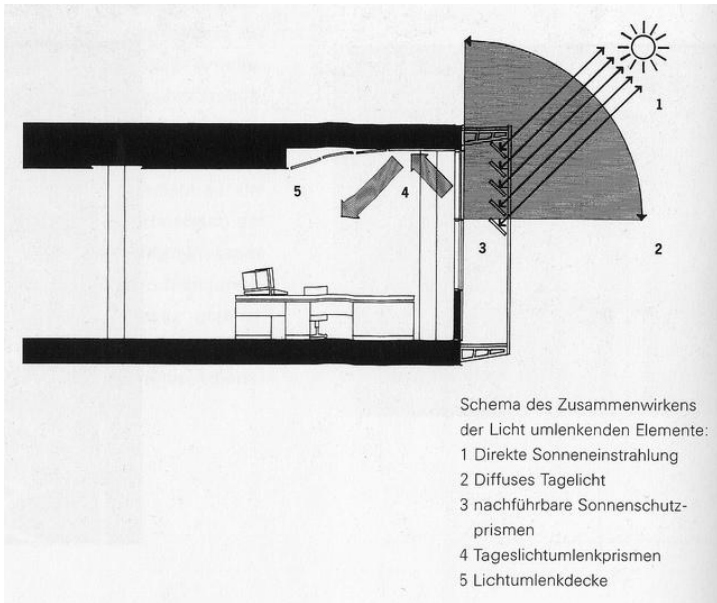 1
5
4
3
2
Schema des Zusammenwirkens
der Licht umlenkenden Elemente:
1 Direkte Sonneneinstrahlung
2 Diffuses Tagelicht
3 nachführbare Sonnenschutz-
prismen
4 Tageslichtumlenkprismen
5 Lichtumlenkdecke